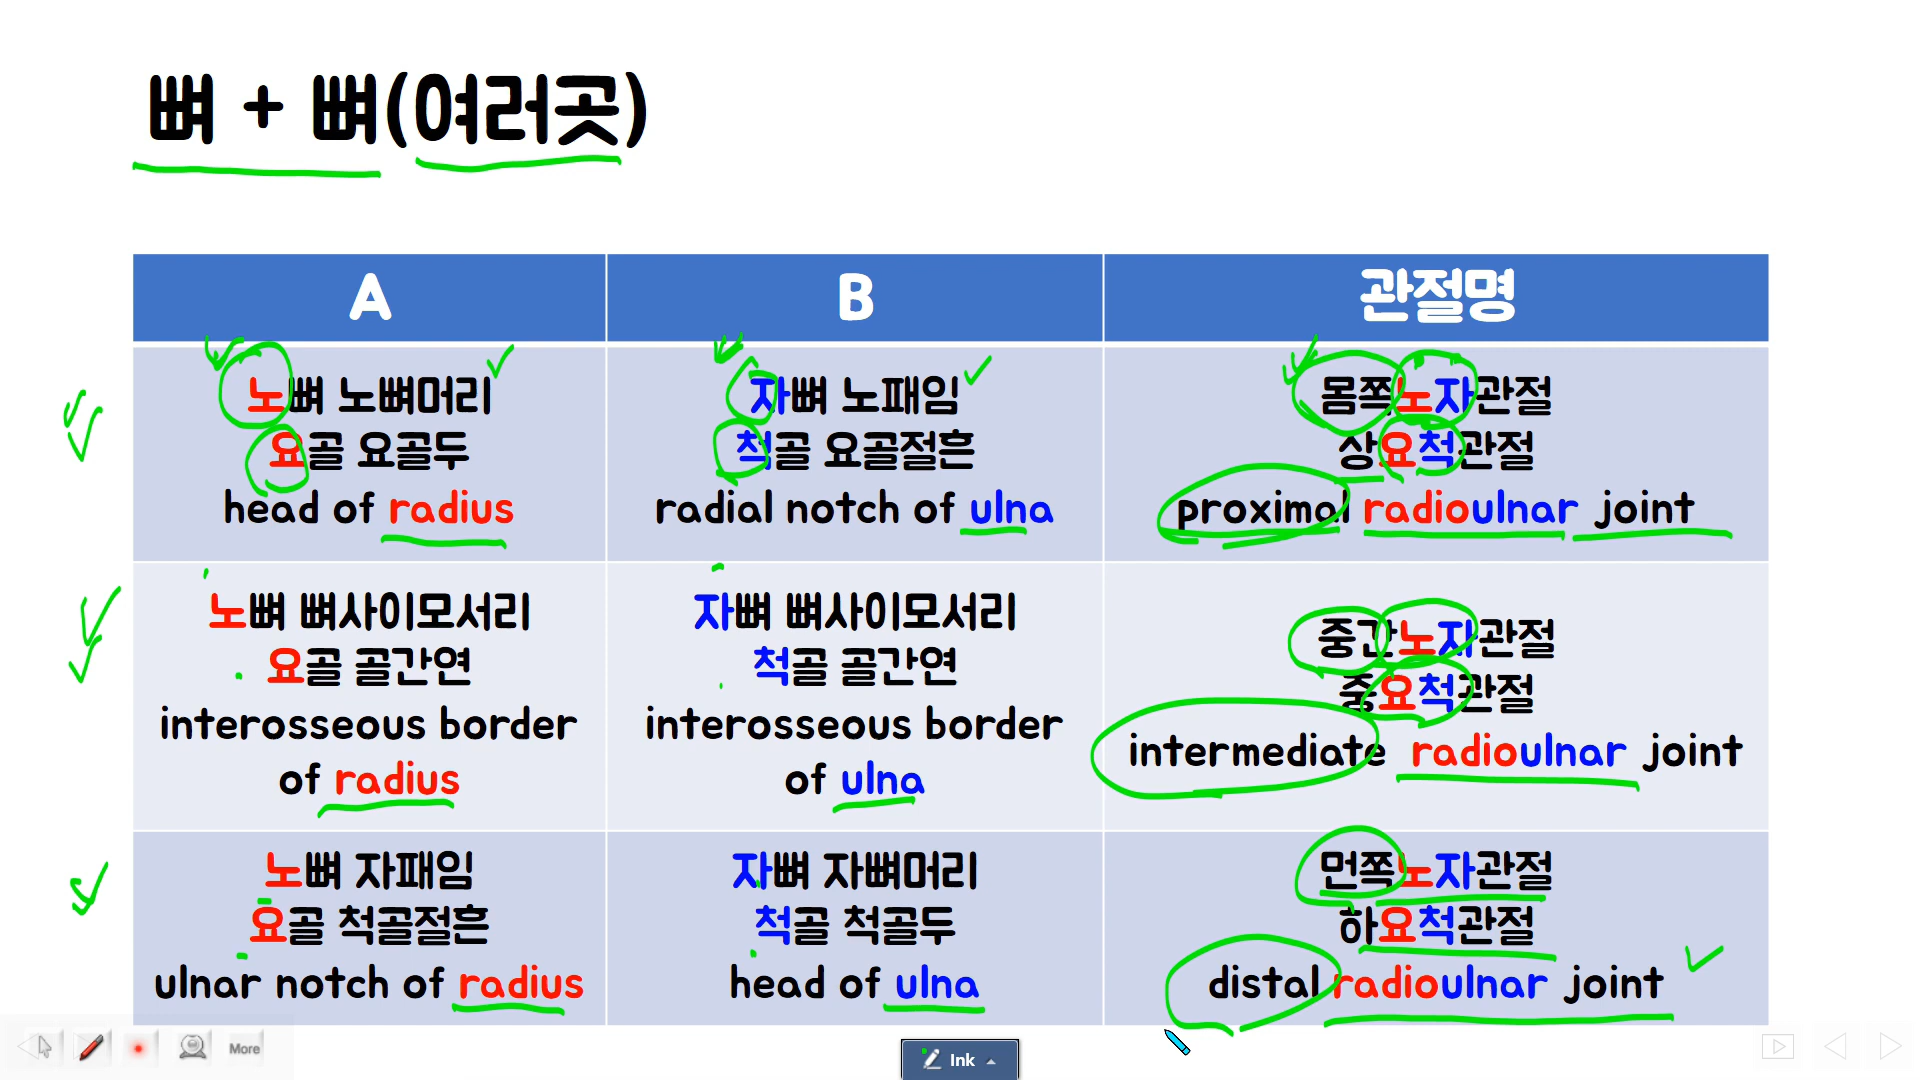 뼈 + 뼈(여러곳)
A
B
관절명
노뼈 노뼈머리
요골 요골두
head of radius
자뼈 노패임
척골 요골절흔
radial notch of ulna
몸쪽노자관절
상요척관절
proximal radioulnar joint
노뼈 뼈사이모서리
요골 골간연
interosseous border
of radius
자뼈 뼈사이모서리
척골 골간연
interosseous border
of ulna
중간노자관절
중요척관절
intermediate radioulnar joint
노뼈 자패임
요골 척골절흔
ulnar notch of radius
자뼈 자뼈머리
척골 척골두
head of ulna
먼쪽노자관절
하요척관절
distal radioulnar joint
More
Ink